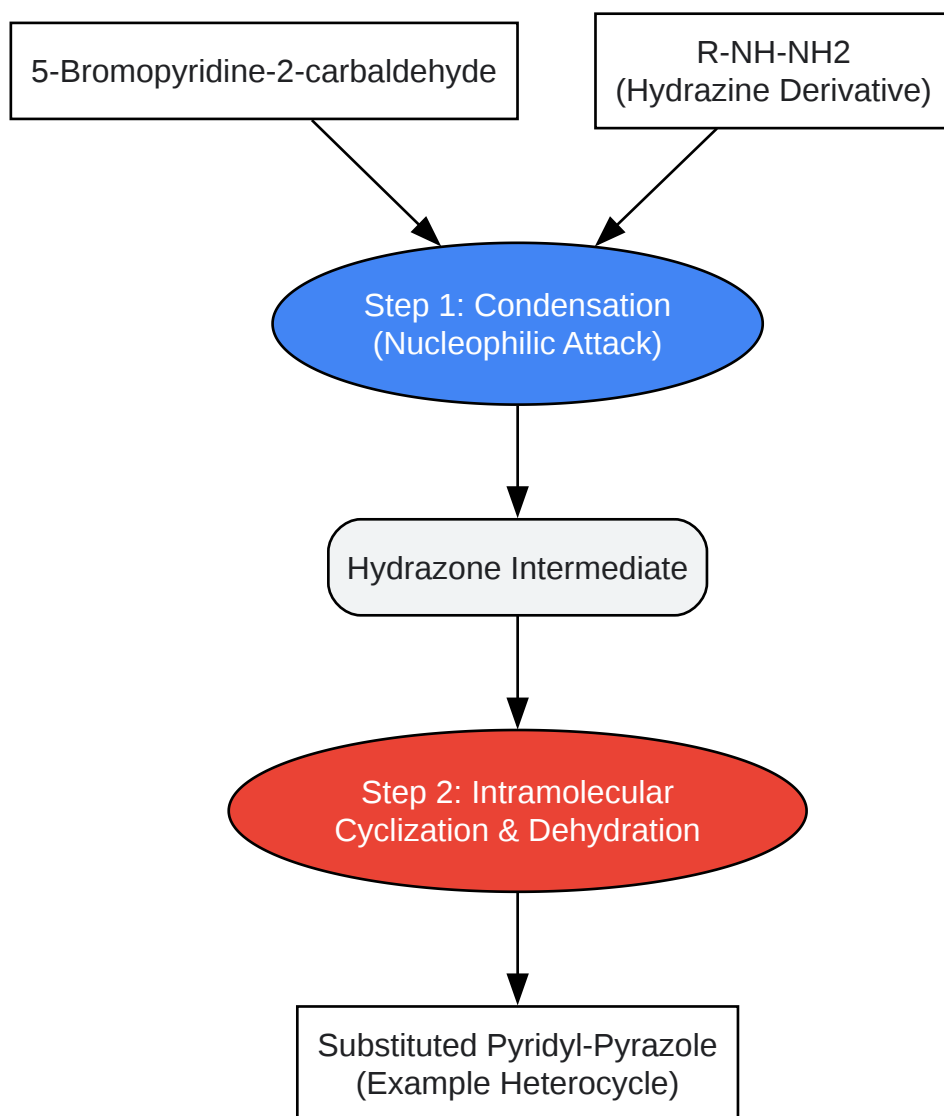 5-Bromopyridine-2-carbaldehyde
R-NH-NH2
(Hydrazine Derivative)
Step 1: Condensation
(Nucleophilic Attack)
Hydrazone Intermediate
Step 2: Intramolecular
Cyclization & Dehydration
Substituted Pyridyl-Pyrazole
(Example Heterocycle)